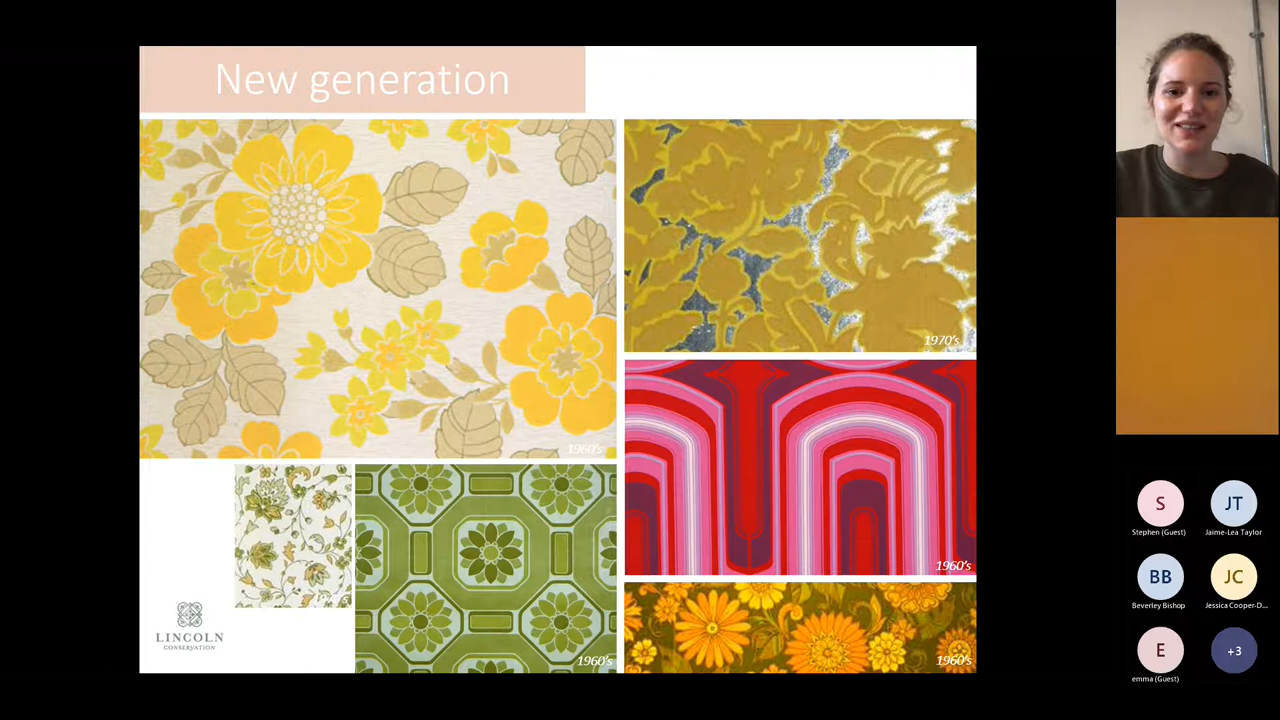 New generation
1960's
1970's
1960's
1960's
1960's
LINCOLN
CONSERVATION
S
JT
Stephen (Guest)
Jaime-Lea Taylor
BB
JC
Beverley Bishop
Jessica Cooper-D...
E
+3
emma (Guest)